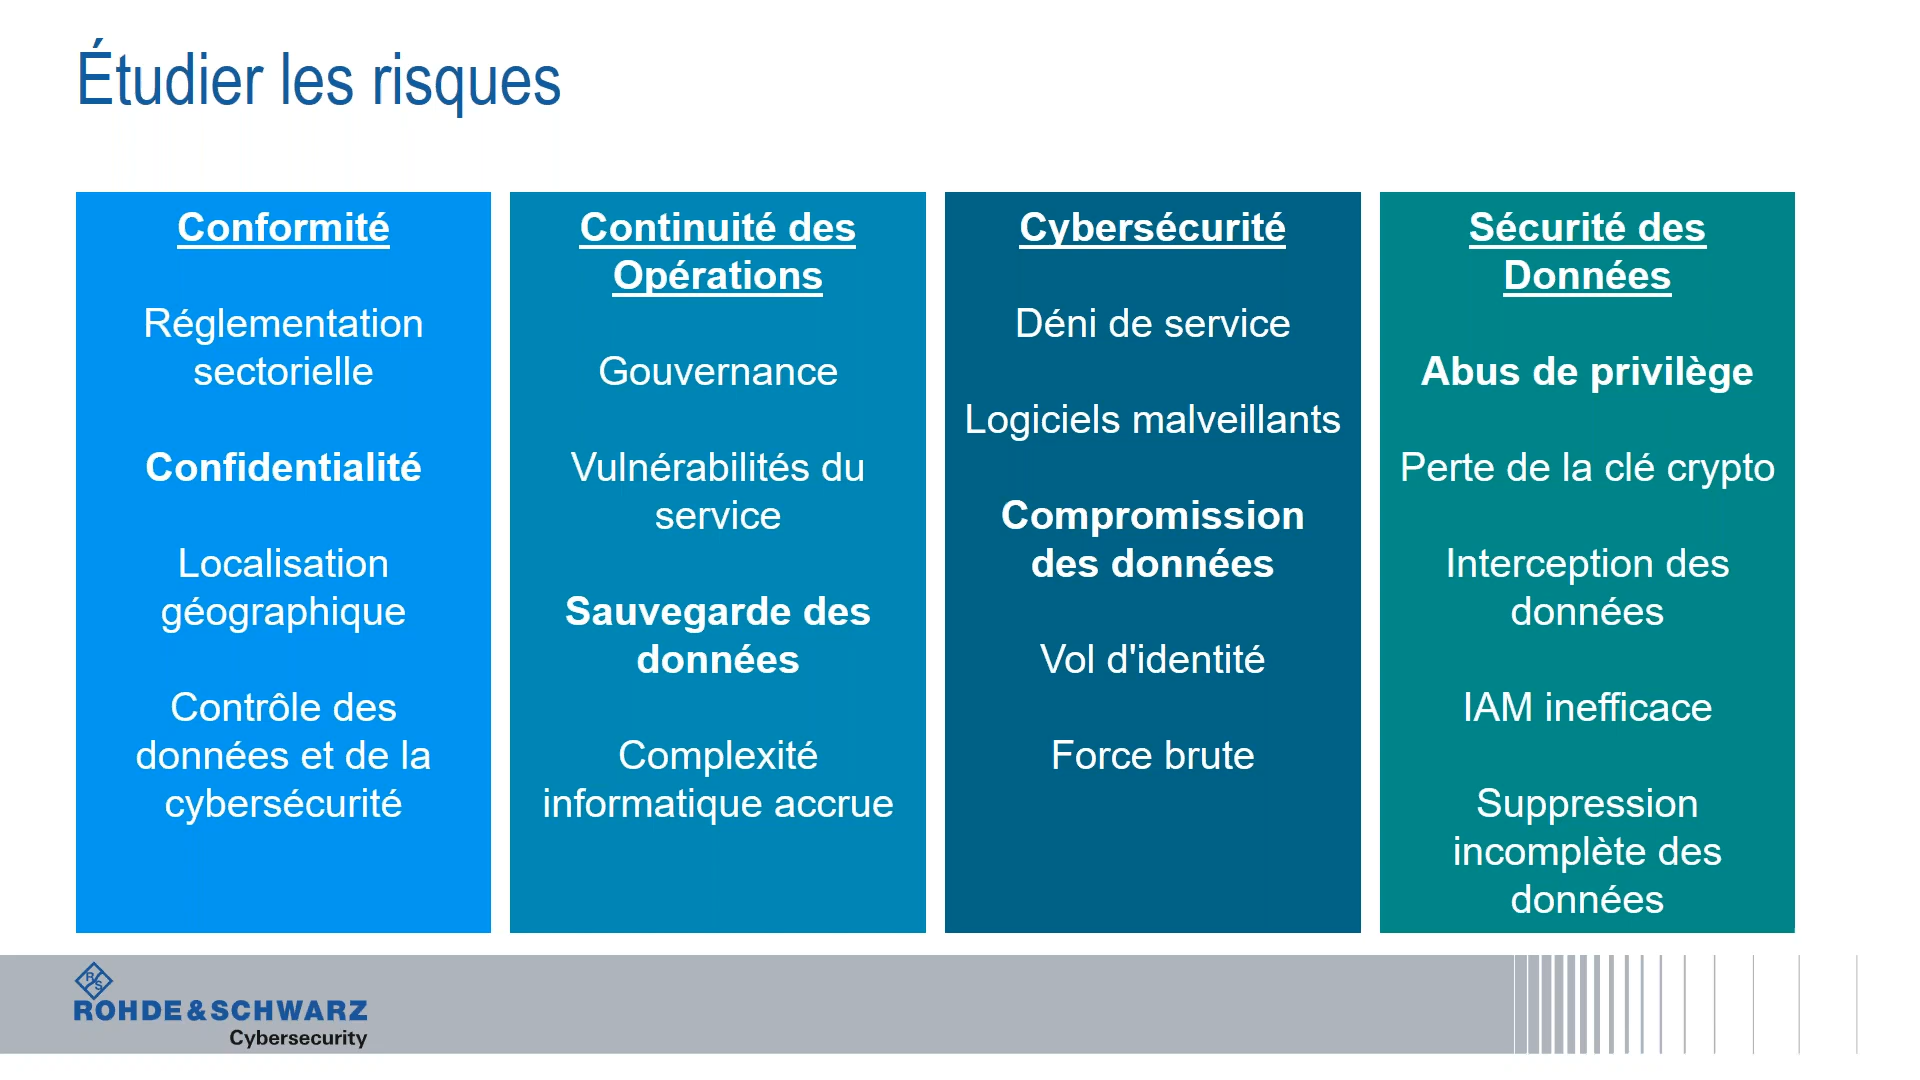 Étudier les risques
Conformité
Réglementation
sectorielle
Confidentialité
Localisation
géographique
Contrôle des
données et de la
cybersécurité
Continuité des
Opérations
Gouvernance
Vulnérabilités du
service
Sauvegarde des
données
Complexité
informatique accrue
Cybersécurité
Déni de service
Logiciels malveillants
Compromission
des données
Vol d'identité
Force brute
Sécurité des
Données
Abus de privilège
Perte de la clé crypto
Interception des
données
IAM inefficace
Suppression
incomplète des
données
R S
ROHDE & SCHWARZ
Cybersecurity